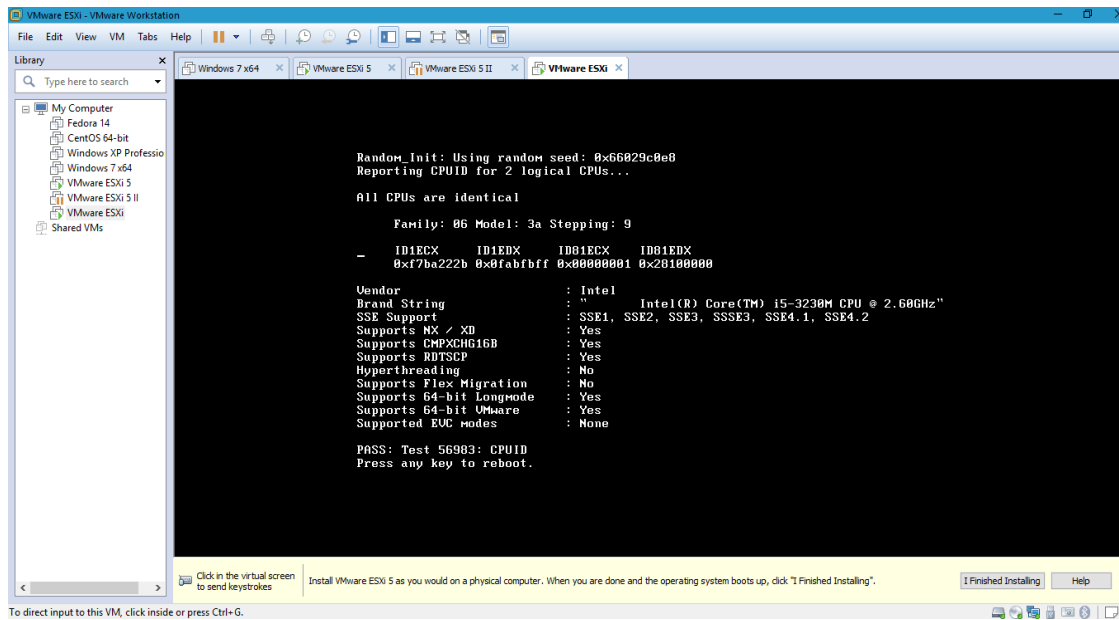 VMware ESXi - VMware Workstation
File Edit View VM Tabs Help
Library
Type here to search
My Computer
Fedora 14
CentOS 64-bit
Windows XP Professio
Windows 7 x64
VMware ESXi 5
VMware ESXi 5 II
VMware ESXi
Shared VMs
Windows 7 x64 VMware ESXi 5 VMware ESXi 5 II VMware ESXi
Random_Init: Using random seed: 0x66029c0e8
Reporting CPUID for 2 logical CPUs...
All CPUs are identical
Family: 06 Model: 3a Stepping: 9
ID1ECX ID1EDX ID81ECX ID81EDX
0xf7ba222b 0x0fabfbff 0x00000001 0x28100000
Vendor : Intel
Brand String : " Intel(R) Core(TM) i5-3230M CPU @ 2.60GHz"
SSE Support : SSE1, SSE2, SSE3, SSSE3, SSE4.1, SSE4.2
Supports NX / XD : Yes
Supports CMPXCHG16B : Yes
Supports RDTSCP : Yes
Hyperthreading : No
Supports Flex Migration : No
Supports 64-bit Longmode : Yes
Supports 64-bit VMware : Yes
Supported EVC modes : None
PASS: Test 56983: CPUID
Press any key to reboot.
Click in the virtual screen
to send keystrokes
Install VMware ESXi 5 as you would on a physical computer. When you are done and the operating system boots up, click "I Finished Installing".
I Finished Installing Help
To direct input to this VM, click inside or press Ctrl+G.